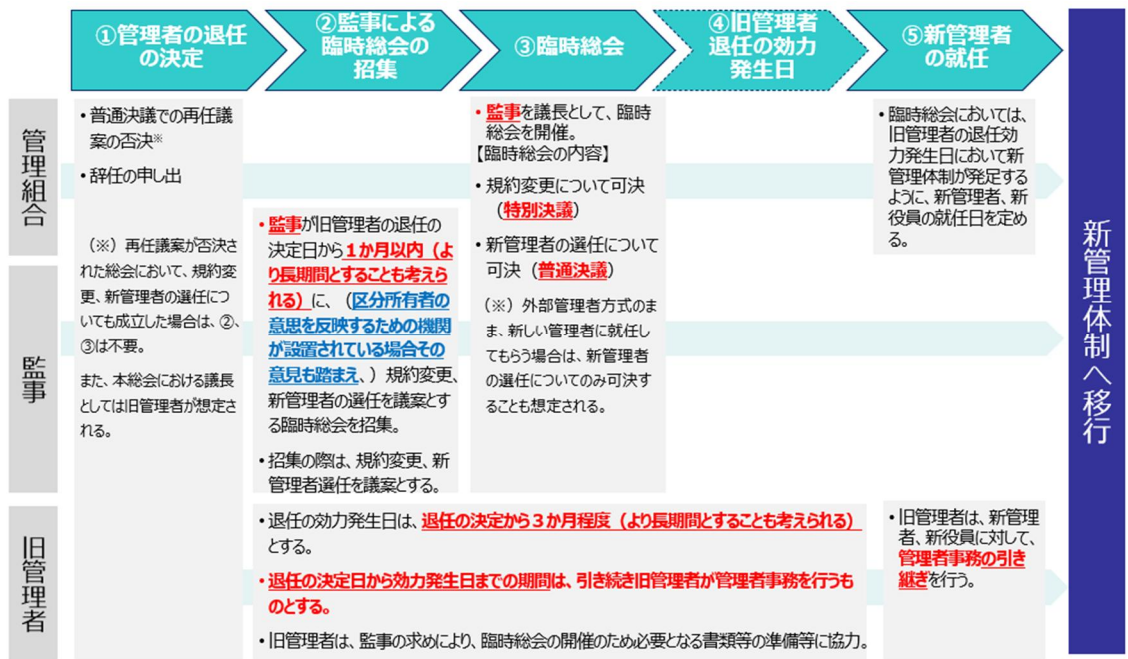 ①管理者の退任
の決定
②監事による
臨時総会の
招集
③臨時総会
④旧管理者
退任の効力
発生日
⑤新管理者
の就任
管理組合
監事
旧管理者
・普通決議での再任議
案の否決※
・辞任の申し出
（※）再任議案が否決さ
れた総会において、規約変
更、新管理者の選任につ
いても成立した場合は、②、
③は不要。
また、本総会における議長
としては旧管理者が想定さ
れる。
・監事が旧管理者の退任の
決定日から１か月以内（よ
り長期間とすることも考えら
れる）に、（区分所有者の
意思を反映するための機関
が設置されている場合その
意見も踏まえ、）規約変更、
新管理者の選任を議案とす
る臨時総会を招集。
・招集の際は、規約変更、新
管理者選任を議案とする。
・監事を議長として、臨時
総会を開催。
【臨時総会の内容】
・規約変更について可決
（特別決議）
・新管理者の選任について
可決（普通決議）
（※）外部管理者方式のま
ま、新しい管理者に就任し
てもらう場合は、新管理者
の選任についてのみ可決す
ることも想定される。
・臨時総会においては、
旧管理者の退任効
力発生日において新
管理体制が発足する
ように、新管理者、新
役員の就任日を定め
る。
・退任の効力発生日は、退任の決定から３か月程度（より長期間とすることも考えられる）
とする。
・退任の決定日から効力発生日までの期間は、引き続き旧管理者が管理者事務を行うも
のとする。
・旧管理者は、監事の求めにより、臨時総会の開催のため必要となる書類等の準備等に協力。
・旧管理者は、新管理
者、新役員に対して、
管理者事務の引き
継ぎを行う。
新管理体制へ移行